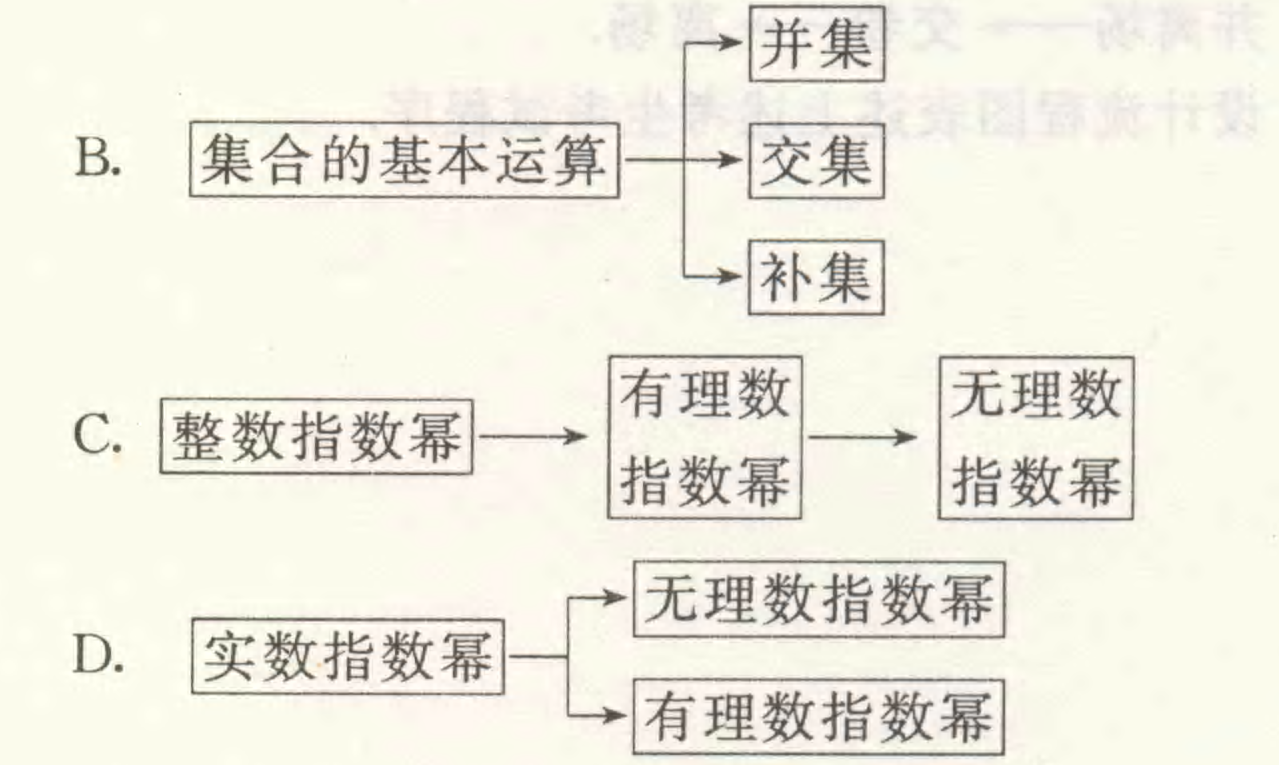 并集
B. 集合的基本运算 交集
补集
有理数 无理数
C. 整数指数幂
指数幂 指数幂
无理数指数幂
D. 实数指数幂
有理数指数幂